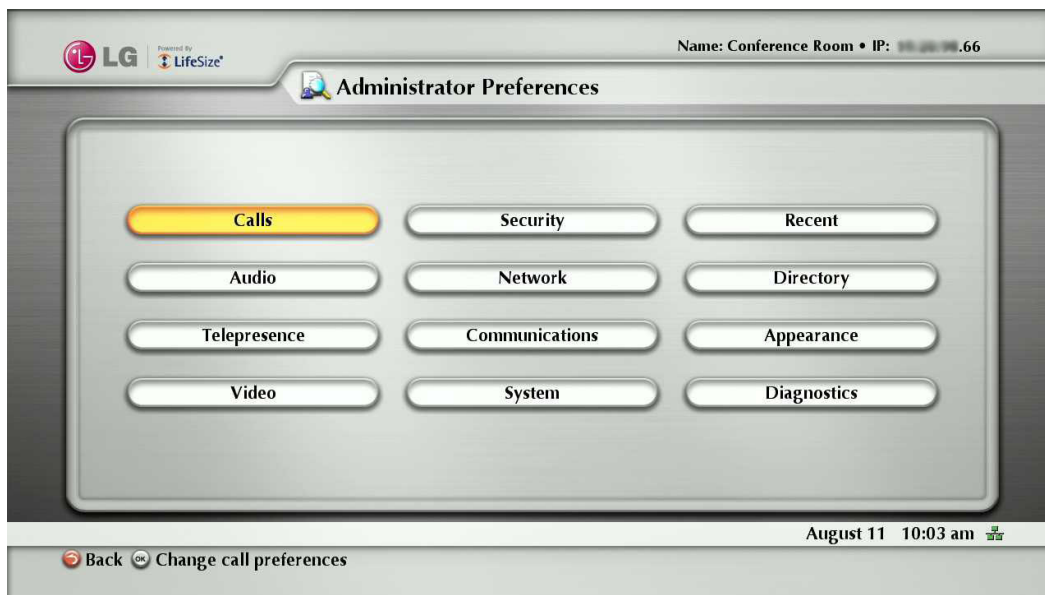 LG Powered By LifeSize®
Name: Conference Room • IP: .66
Administrator Preferences
Calls Security Recent
Audio Network Directory
Telepresence Communications Appearance
Video System Diagnostics
August 11 10:03 am
Back OK Change call preferences